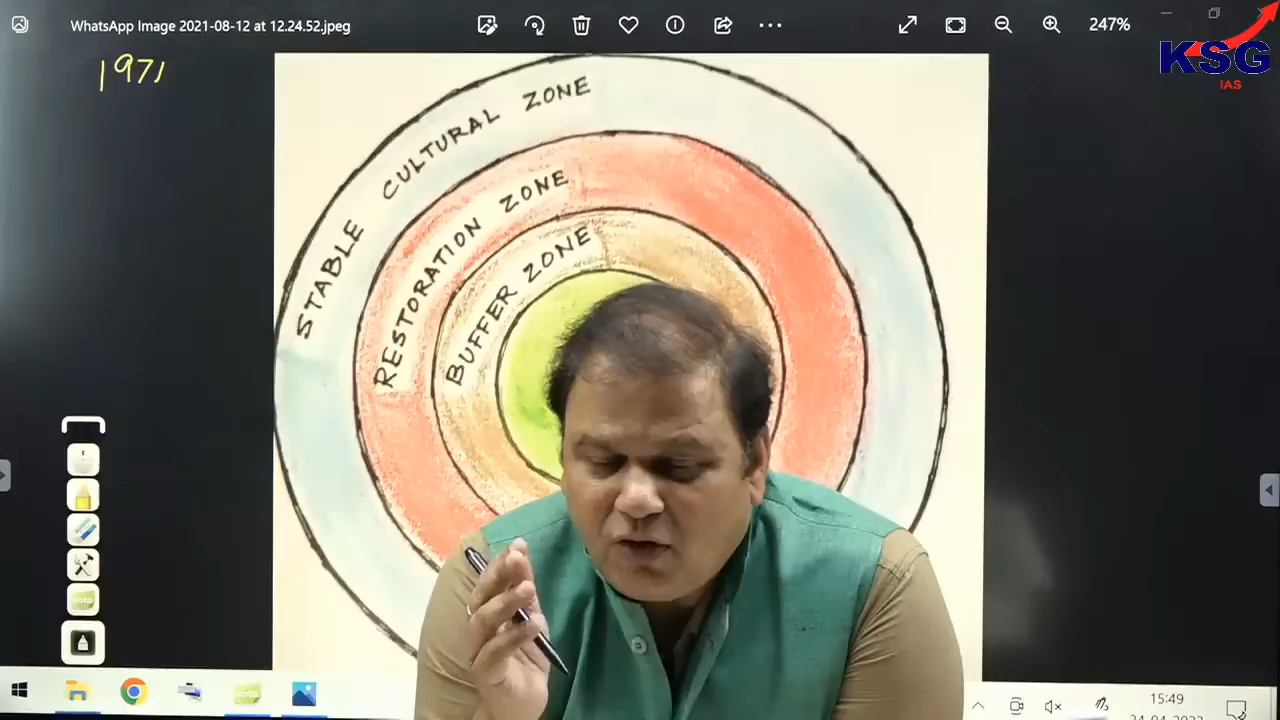 WhatsApp Image 2021-08-12 at 12.24.52.jpeg
247%
KSG
IAS
1971
STABLE CULTURAL ZONE
RESTORATION ZONE
BUFFER ZONE
15:49